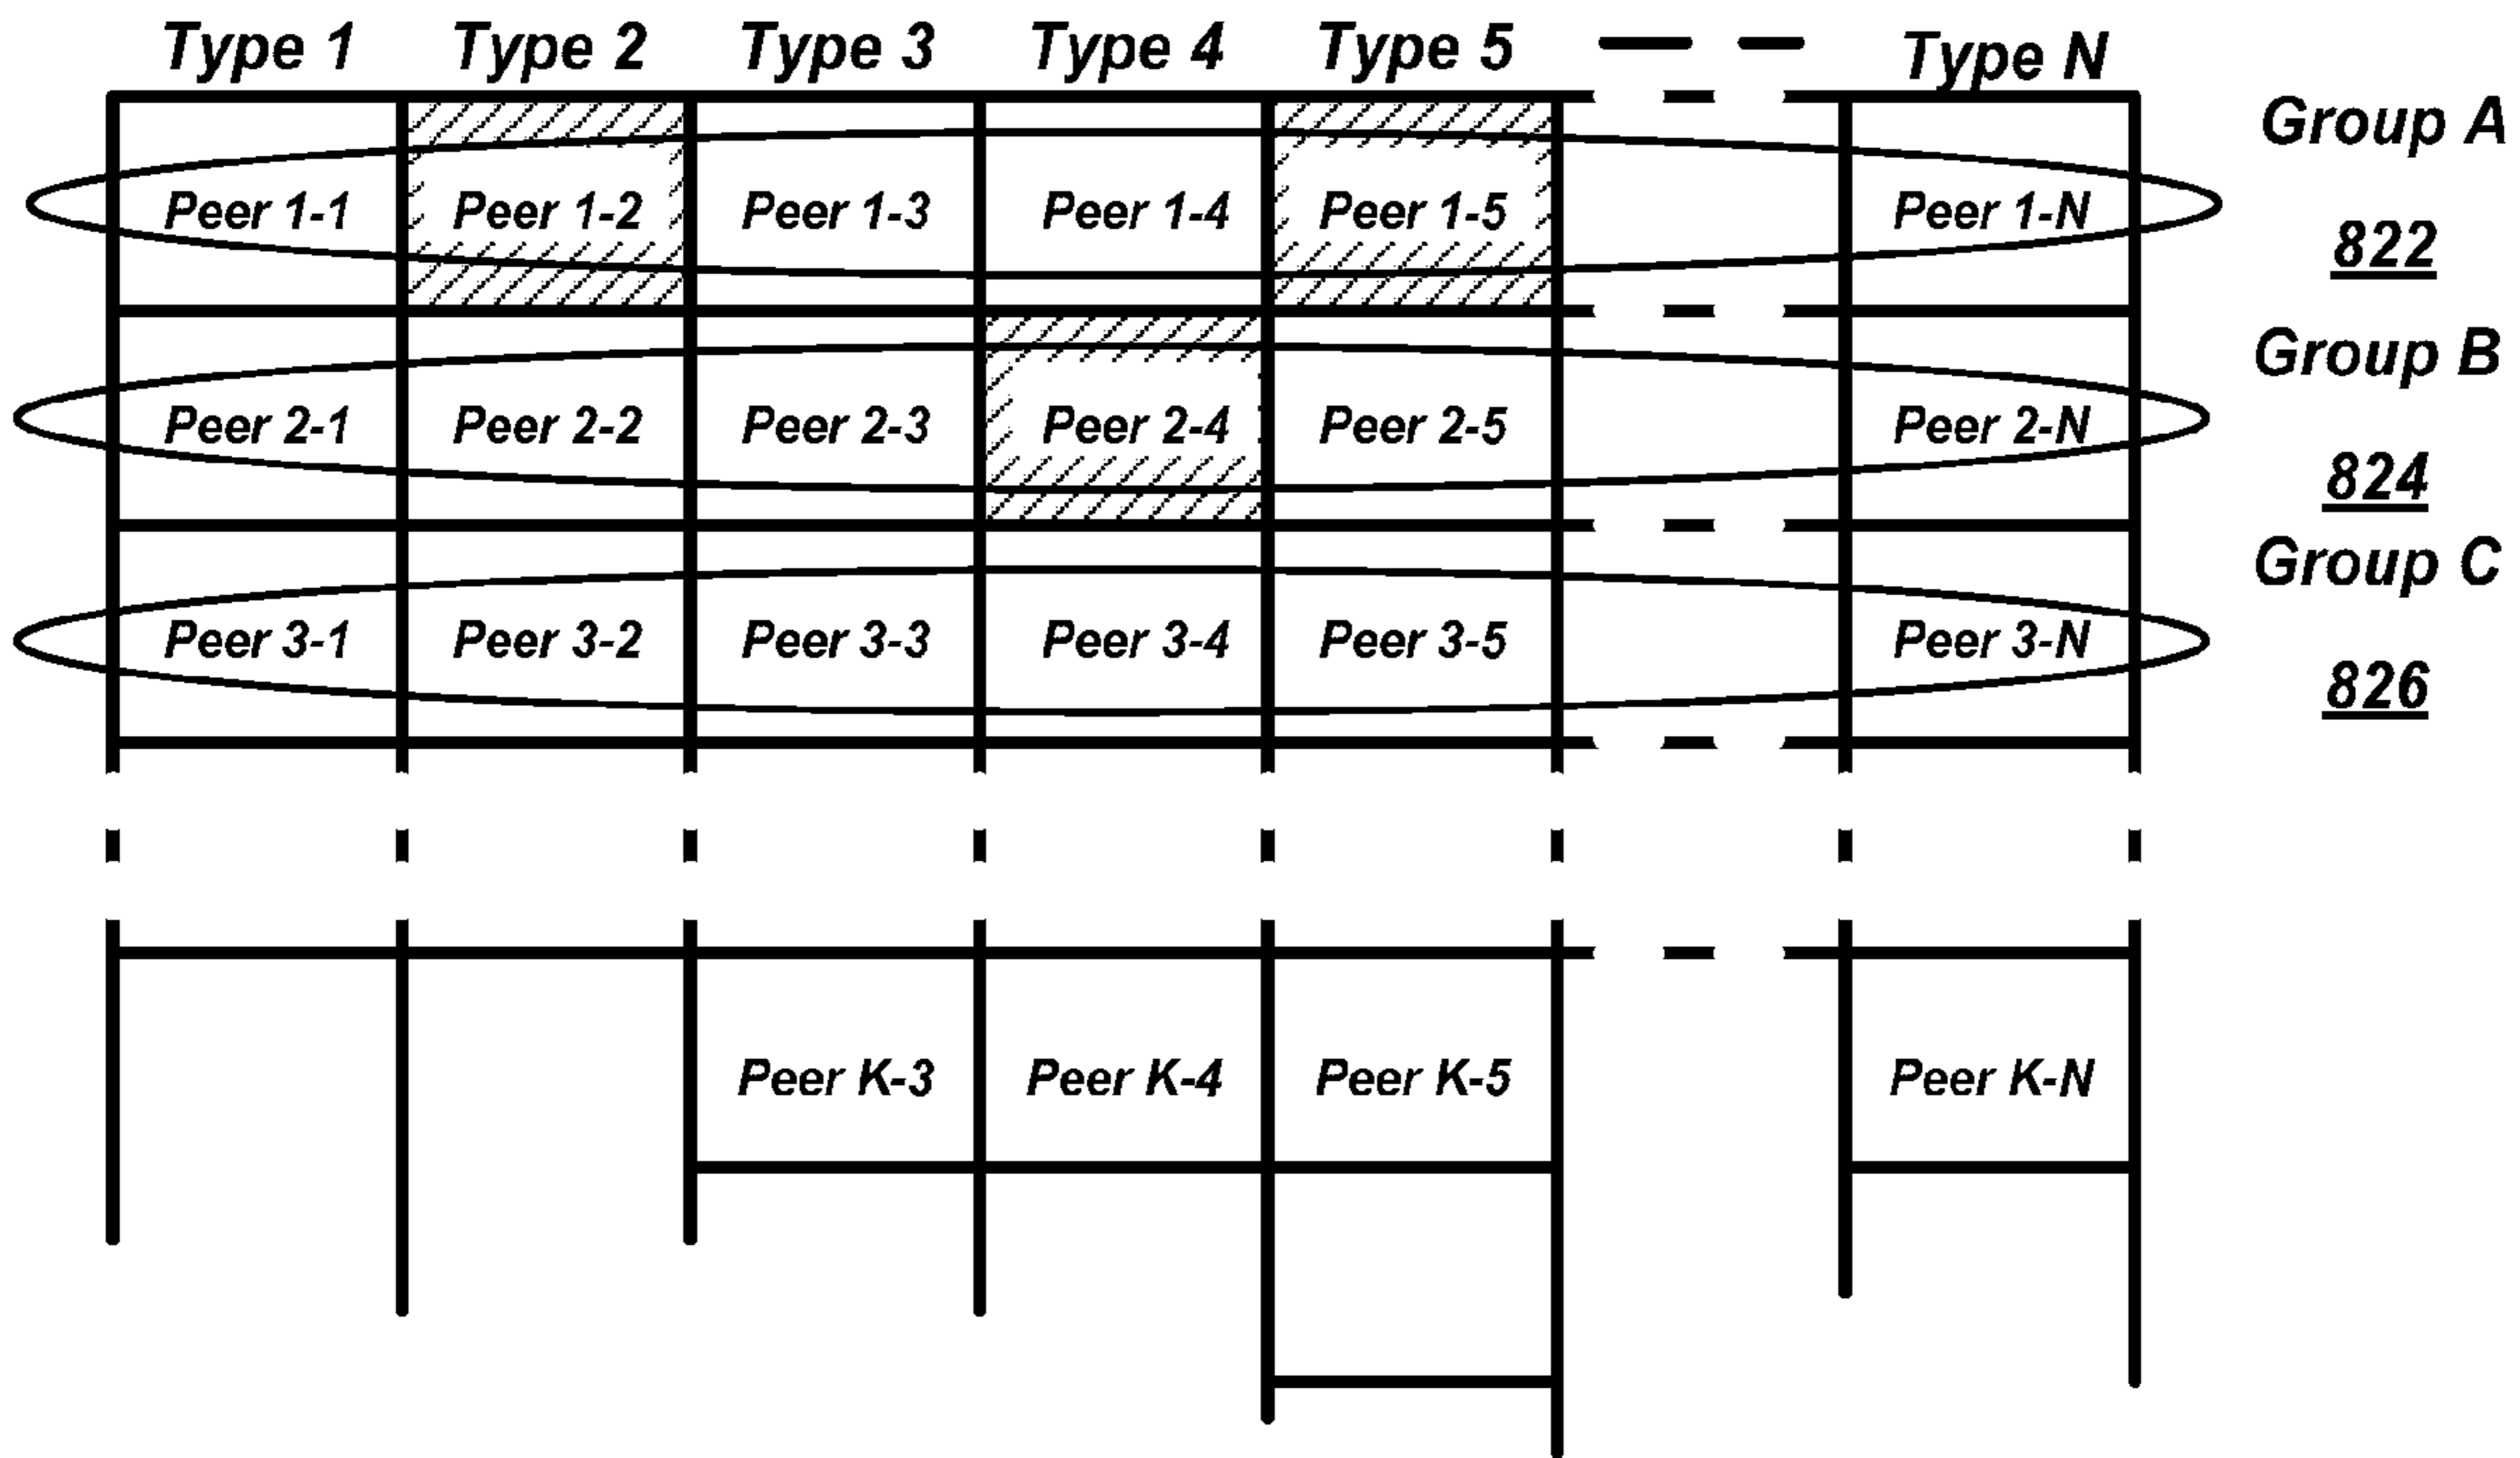 Type 1 Type 2 Type 3 Type 4 Type 5 Type N
Group A
Peer 1-1 Peer 1-2 Peer 1-3 Peer 1-4 Peer 1-5 Peer 1-N
822
Group B
Peer 2-1 Peer 2-2 Peer 2-3 Peer 2-4 Peer 2-5 Peer 2-N
824
Group C
Peer 3-1 Peer 3-2 Peer 3-3 Peer 3-4 Peer 3-5 Peer 3-N
826
Peer K-3 Peer K-4 Peer K-5 Peer K-N